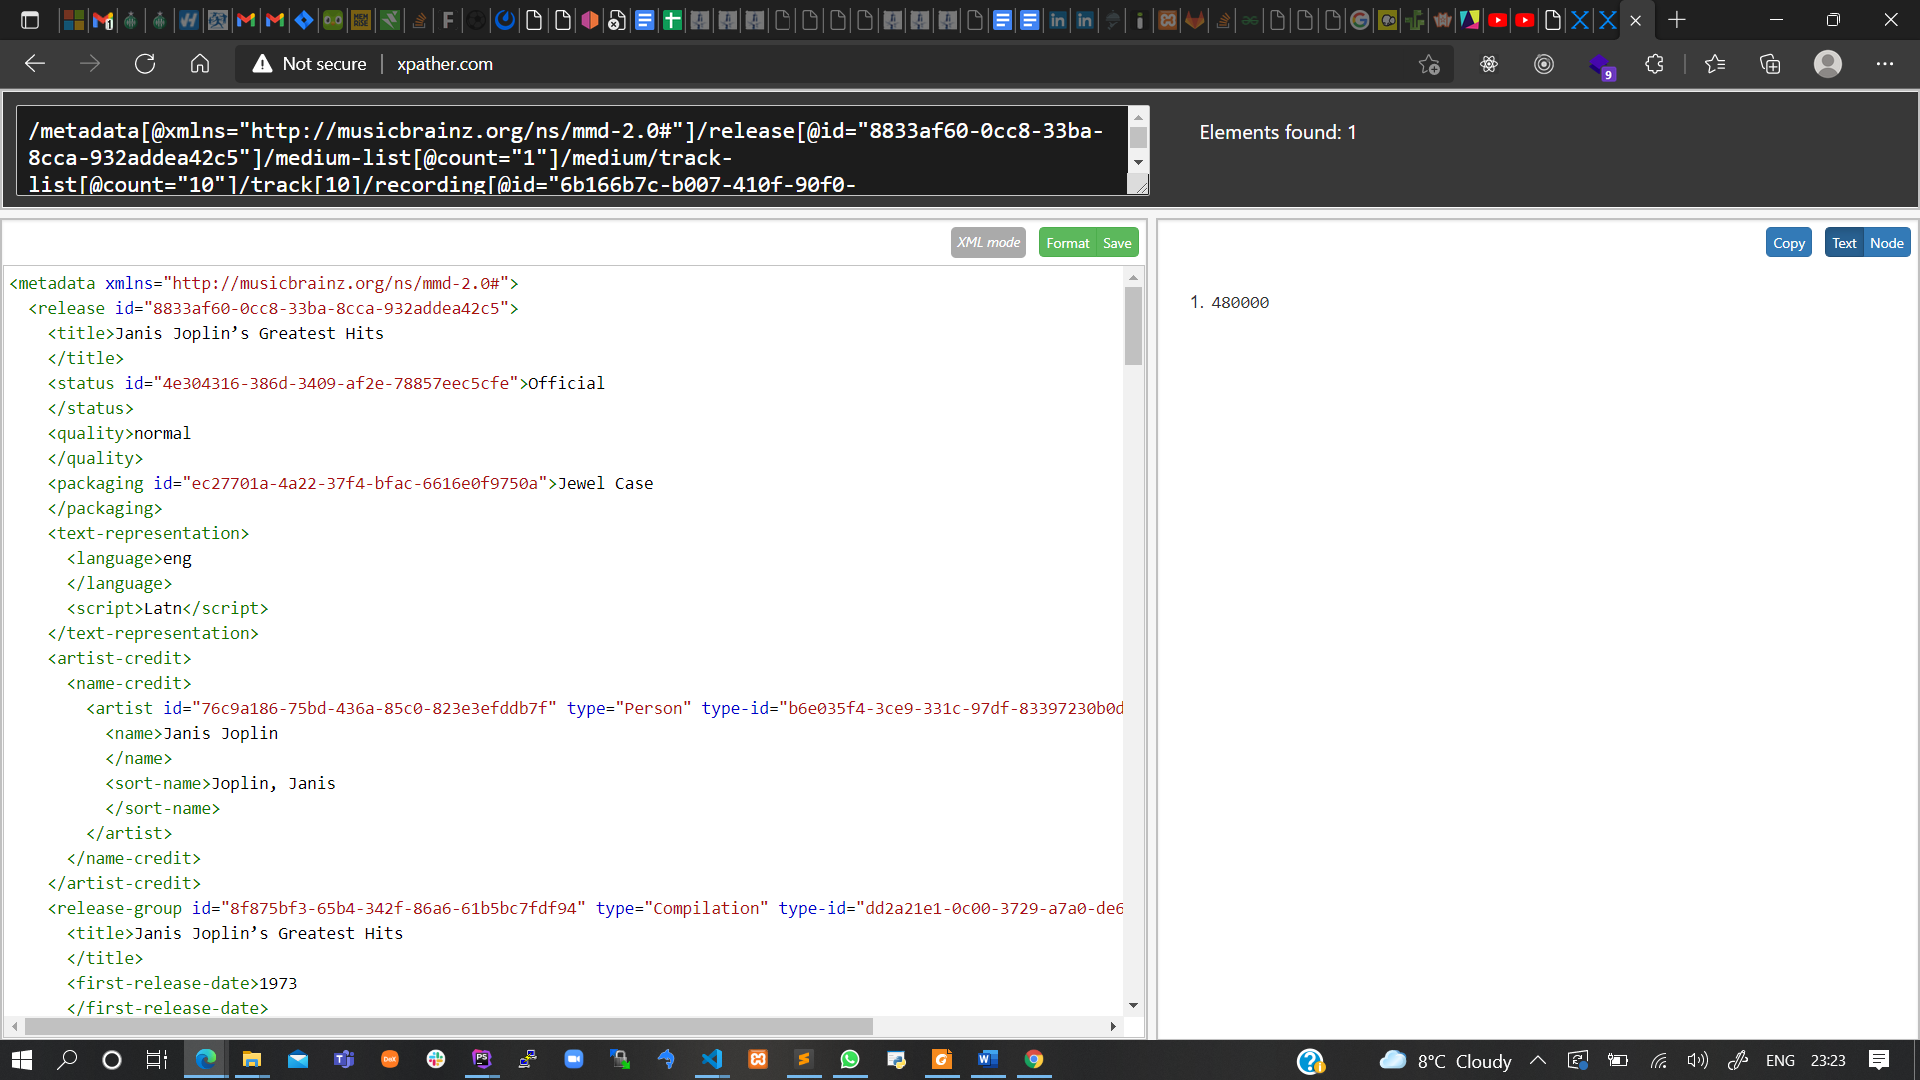 Not secure
xpather.com
9
/metadata[@xmlns="http://musicbrainz.org/ns/mmd-2.0#"]/release[@id="8833af60-0cc8-33ba-
8cca-932addea42c5"]/medium-list[@count="1"]/medium/track-
list[@count="10"]/track[10]/recording[@id="6b166b7c-b007-410f-90f0-
Elements found: 1
XML mode
Format
Save
Copy
Text
Node
<metadata xmlns="http://musicbrainz.org/ns/mmd-2.0#">
<release id="8833af60-0cc8-33ba-8cca-932addea42c5">
<title>Janis Joplin’s Greatest Hits
</title>
<status id="4e304316-386d-3409-af2e-78857eec5cfe">Official
</status>
<quality>normal
</quality>
<packaging id="ec27701a-4a22-37f4-bfac-6616e0f9750a">Jewel Case
</packaging>
<text-representation>
<language>eng
</language>
<script>Latn</script>
</text-representation>
<artist-credit>
<name-credit>
<artist id="76c9a186-75bd-436a-85c0-823e3efddb7f" type="Person" type-id="b6e035f4-3ce9-331c-97df-83397230b0d
<name>Janis Joplin
</name>
<sort-name>Joplin, Janis
</sort-name>
</artist>
</name-credit>
</artist-credit>
<release-group id="8f875bf3-65b4-342f-86a6-61b5bc7fdf94" type="Compilation" type-id="dd2a21e1-0c00-3729-a7a0-de6
<title>Janis Joplin’s Greatest Hits
</title>
<first-release-date>1973
</first-release-date>
1. 480000
8°C Cloudy
ENG
23:23